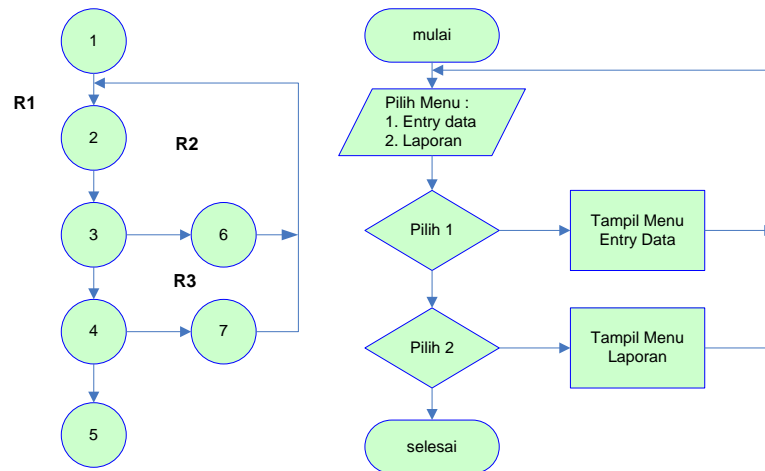 1
R1
2
R2
3
6
R3
4
7
5
mulai
Pilih Menu :
1. Entry data
2. Laporan
Pilih 1
Tampil Menu
Entry Data
Pilih 2
Tampil Menu
Laporan
selesai